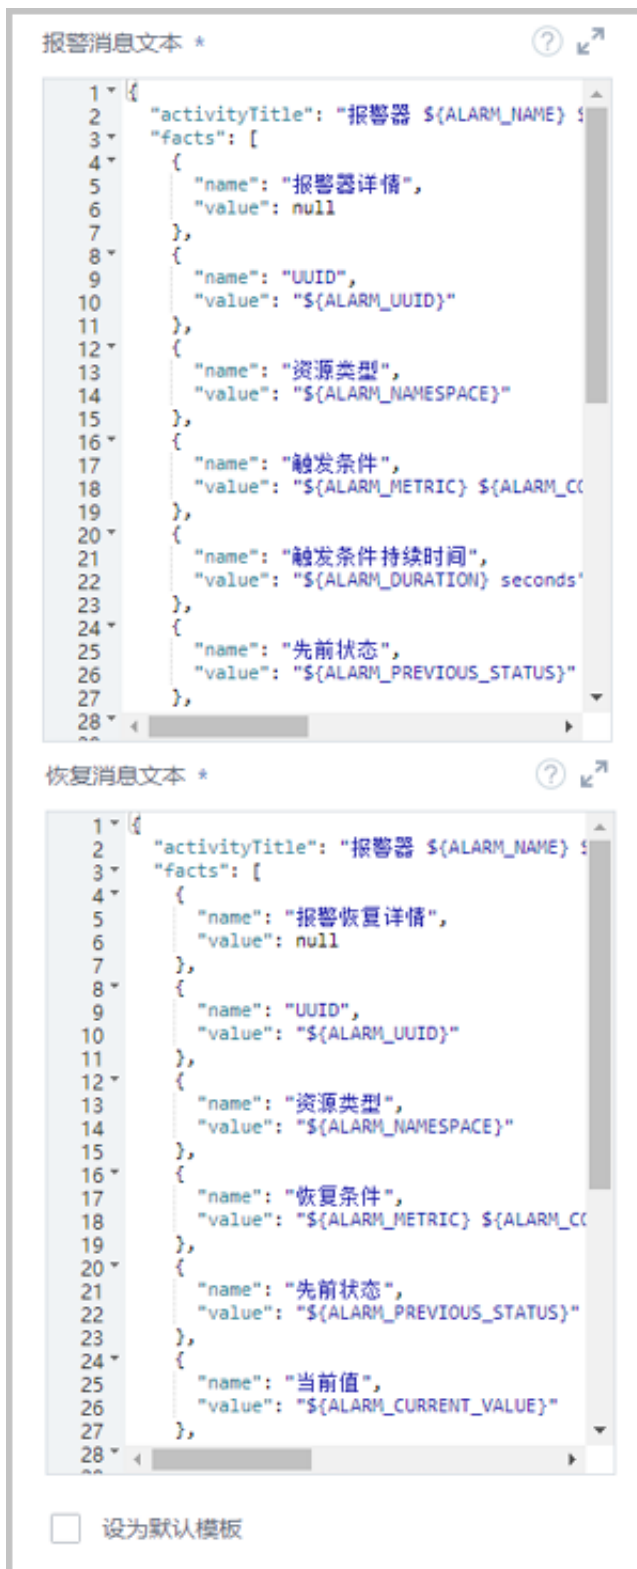 报警消息文本 *
1 {
2 "activityTitle": "报警器 ${ALARM_NAME} $
3 "facts": [
4 {
5 "name": "报警器详情",
6 "value": null
7 },
8 {
9 "name": "UUID",
10 "value": "${ALARM_UUID}"
11 },
12 {
13 "name": "资源类型",
14 "value": "${ALARM_NAMESPACE}"
15 },
16 {
17 "name": "触发条件",
18 "value": "${ALARM_METRIC} ${ALARM_CO
19 },
20 {
21 "name": "触发条件持续时间",
22 "value": "${ALARM_DURATION} seconds"
23 },
24 {
25 "name": "先前状态",
26 "value": "${ALARM_PREVIOUS_STATUS}"
27 },
28
恢复消息文本 *
1 {
2 "activityTitle": "报警器 ${ALARM_NAME} $
3 "facts": [
4 {
5 "name": "报警恢复详情",
6 "value": null
7 },
8 {
9 "name": "UUID",
10 "value": "${ALARM_UUID}"
11 },
12 {
13 "name": "资源类型",
14 "value": "${ALARM_NAMESPACE}"
15 },
16 {
17 "name": "恢复条件",
18 "value": "${ALARM_METRIC} ${ALARM_CO
19 },
20 {
21 "name": "先前状态",
22 "value": "${ALARM_PREVIOUS_STATUS}"
23 },
24 {
25 "name": "当前值",
26 "value": "${ALARM_CURRENT_VALUE}"
27 },
28
设为默认模板